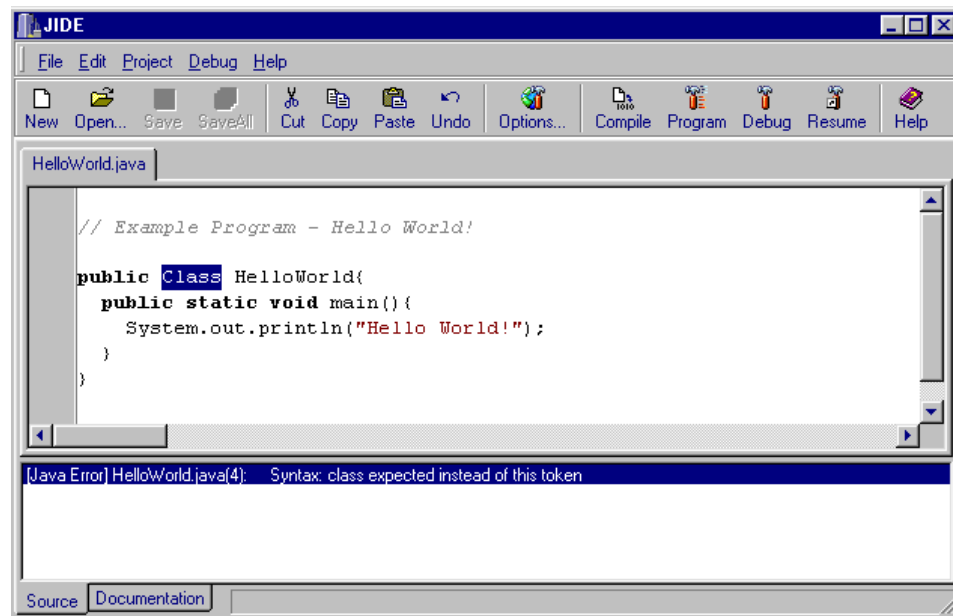 JIDE
File Edit Project Debug Help
New Open... Save SaveAll Cut Copy Paste Undo Options... Compile Program Debug Resume Help
HelloWorld.java
// Example Program - Hello World!
public Class HelloWorld{
public static void main(){
System.out.println("Hello World!");
}
}
[Java Error] HelloWorld.java(4): Syntax: class expected instead of this token
Source Documentation